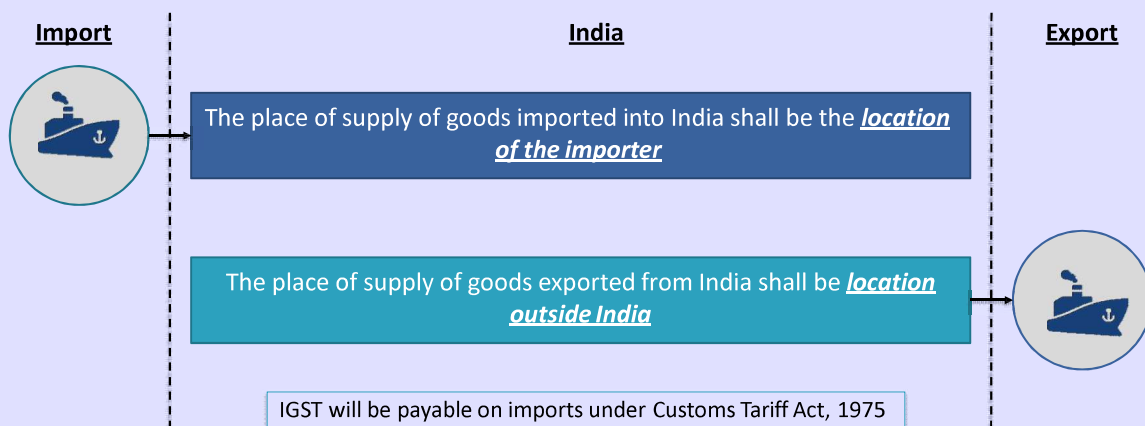 Import
India
Export
The place of supply of goods imported into India shall be the location
of the importer
The place of supply of goods exported from India shall be location
outside India
IGST will be payable on imports under Customs Tariff Act, 1975